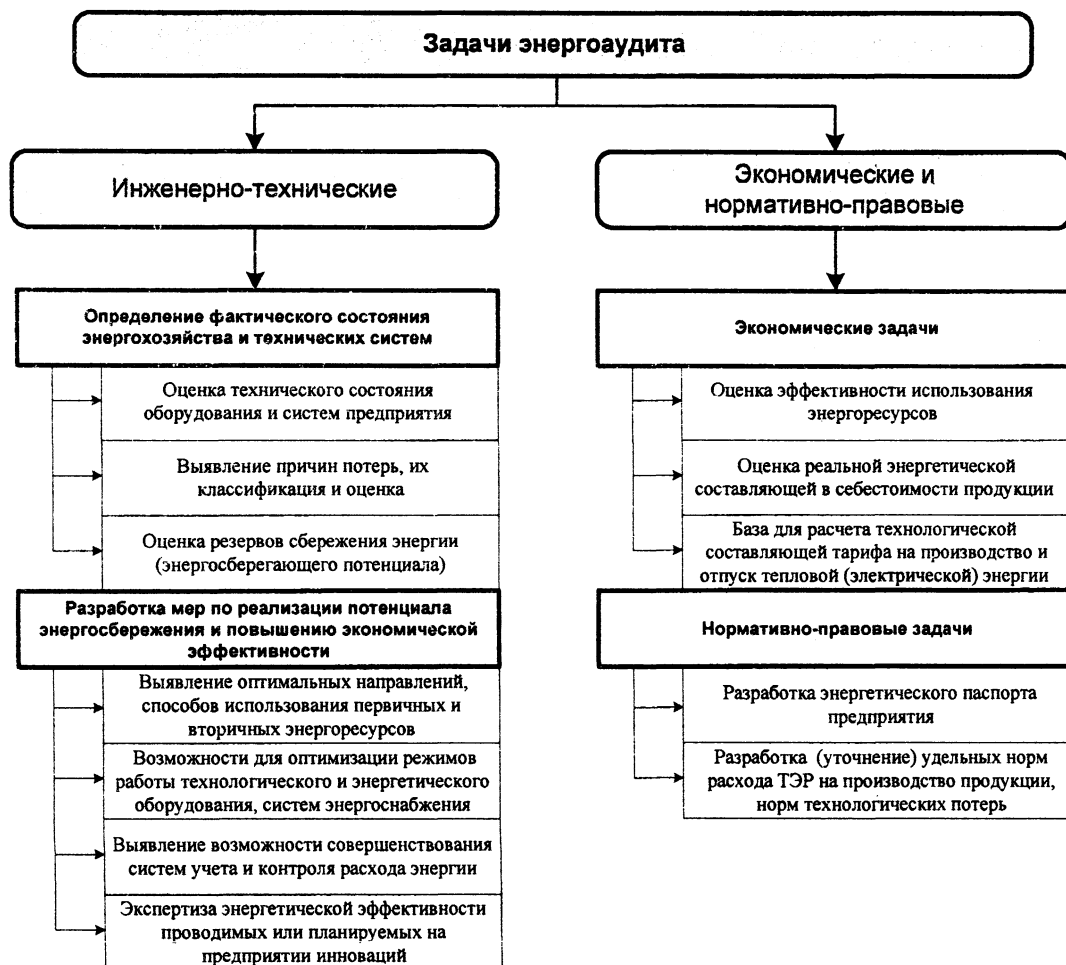 Задачи энергоаудита
Инженерно-технические
Экономические и
нормативно-правовые
Определение фактического состояния
энергохозяйства и технических систем
Оценка технического состояния
оборудования и систем предприятия
Выявление причин потерь, их
классификация и оценка
Оценка резервов сбережения энергии
(энергосберегающего потенциала)
Разработка мер по реализации потенциала
энергосбережения и повышению экономической
эффективности
Выявление оптимальных направлений,
способов использования первичных и
вторичных энергоресурсов
Возможности для оптимизации режимов
работы технологического и энергетического
оборудования, систем энергоснабжения
Выявление возможности совершенствования
систем учета и контроля расхода энергии
Экспертиза энергетической эффективности
проводимых или планируемых на
предприятии инноваций
Экономические задачи
Оценка эффективности использования
энергоресурсов
Оценка реальной энергетической
составляющей в себестоимости продукции
База для расчета технологической
составляющей тарифа на производство и
отпуск тепловой (электрической) энергии
Нормативно-правовые задачи
Разработка энергетического паспорта
предприятия
Разработка (уточнение) удельных норм
расхода ТЭР на производство продукции,
норм технологических потерь